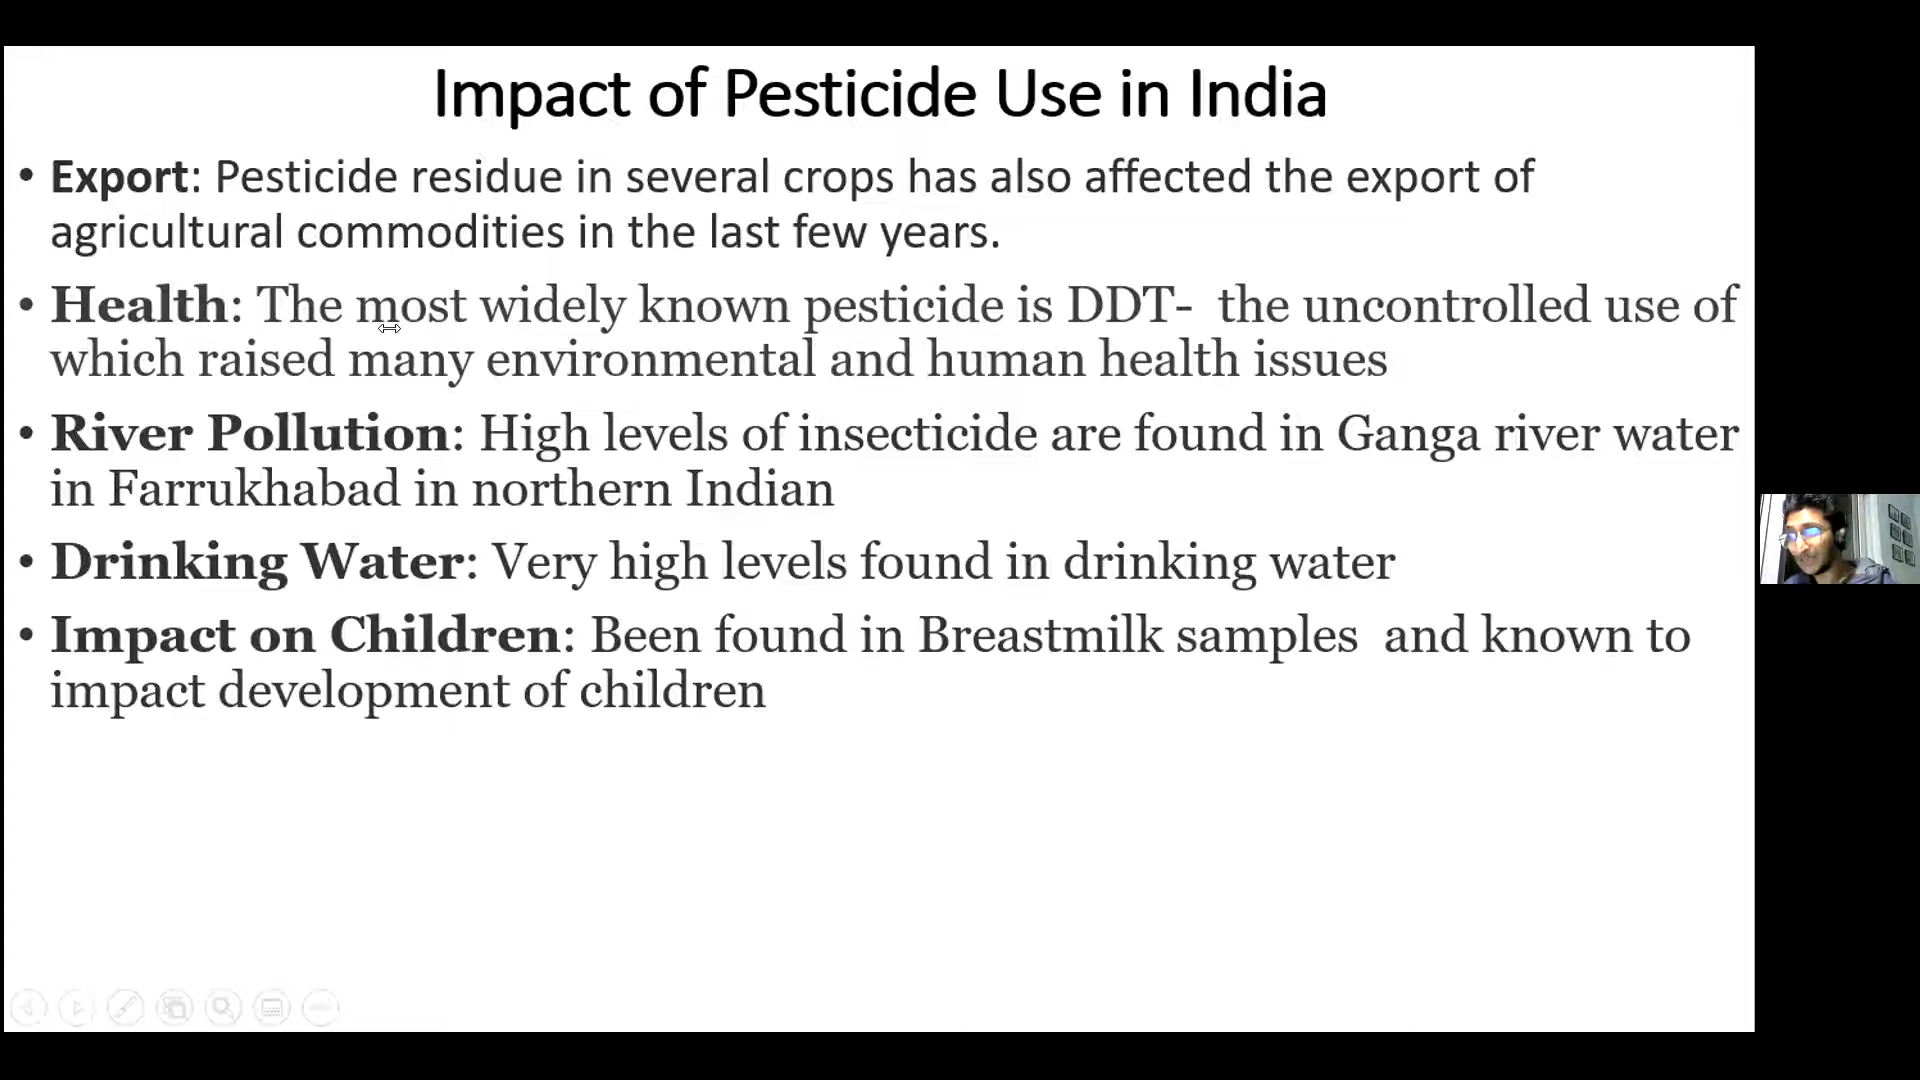 Impact of Pesticide Use in India
• Export: Pesticide residue in several crops has also affected the export of
agricultural commodities in the last few years.
• Health: The most widely known pesticide is DDT-  the uncontrolled use of
which raised many environmental and human health issues
• River Pollution: High levels of insecticide are found in Ganga river water
in Farrukhabad in northern Indian
• Drinking Water: Very high levels found in drinking water
• Impact on Children: Been found in Breastmilk samples  and known to
impact development of children